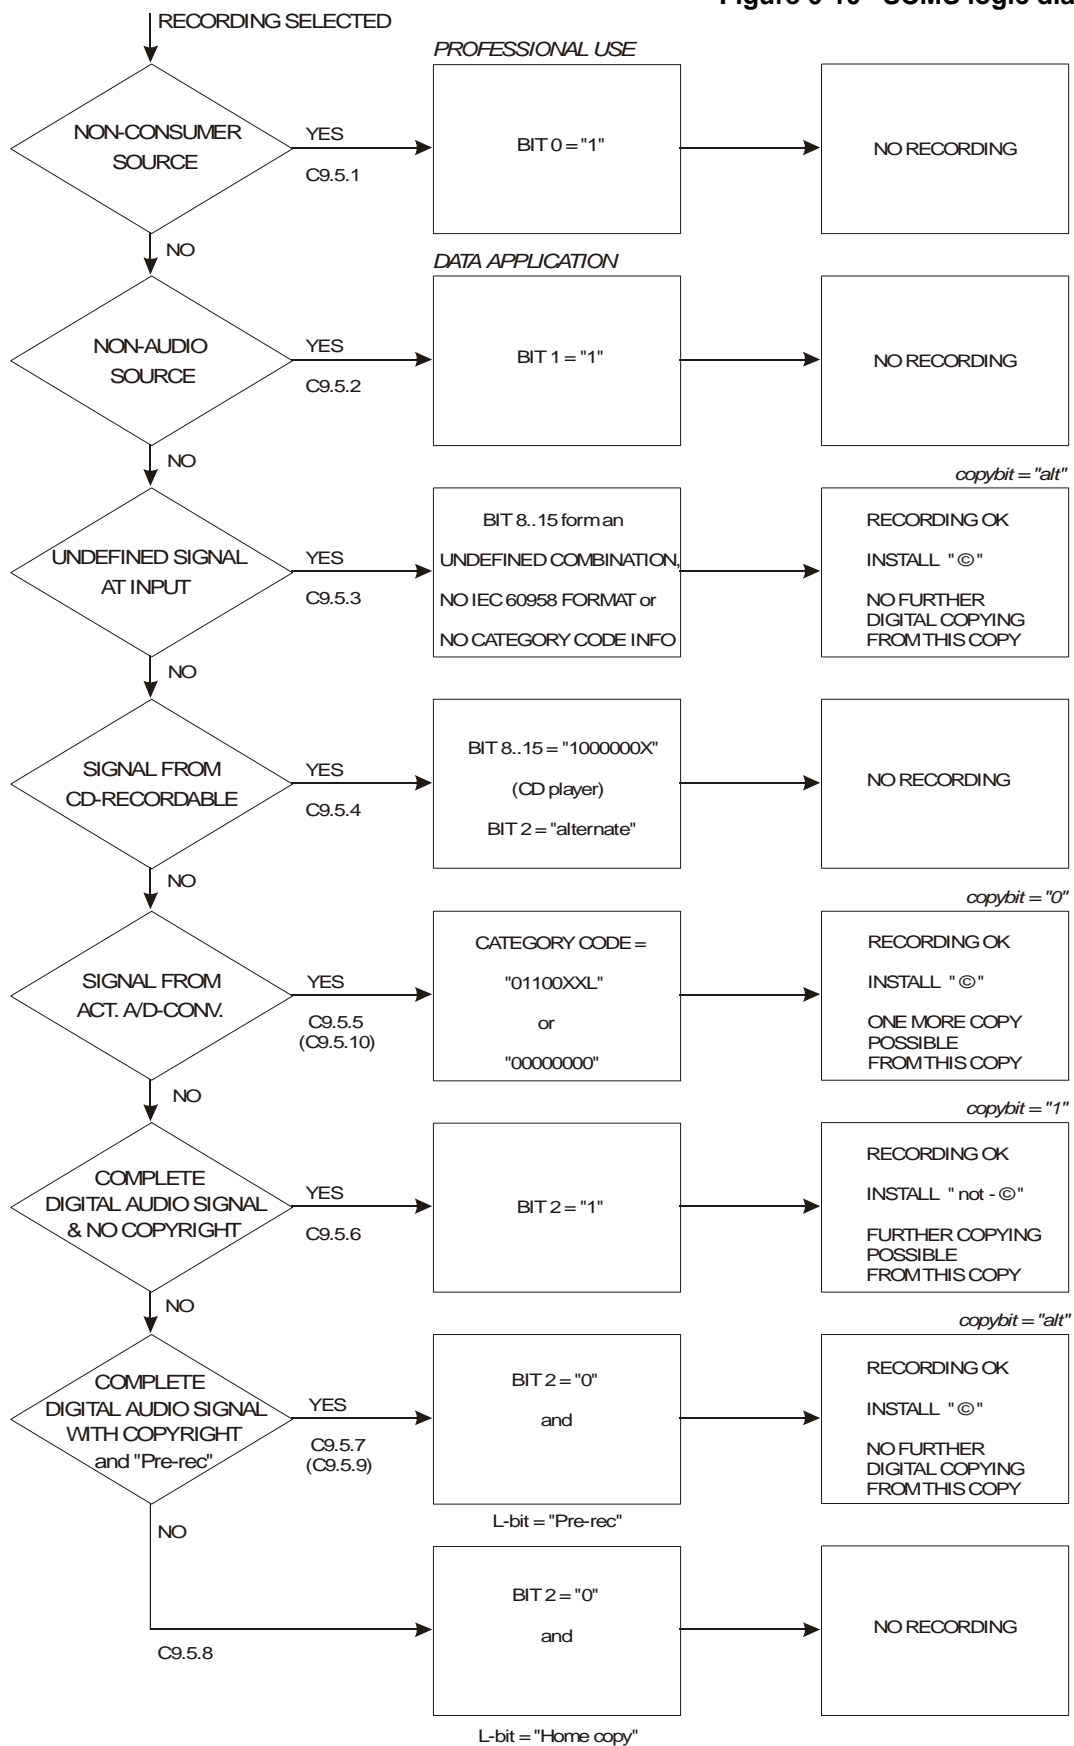 Figure 6-10 SCMS logic dia
RECORDING SELECTED
PROFESSIONAL USE
NON-CONSUMER
SOURCE
YES
C9.5.1
BIT 0 = "1"
NO RECORDING
NO
DATA APPLICATION
NON-AUDIO
SOURCE
YES
C9.5.2
BIT 1 = "1"
NO RECORDING
NO
copybit = "alt"
UNDEFINED SIGNAL
AT INPUT
YES
C9.5.3
BIT 8..15 form an
UNDEFINED COMBINATION,
NO IEC 60958 FORMAT or
NO CATEGORY CODE INFO
RECORDING OK
INSTALL "©"
NO FURTHER
DIGITAL COPYING
FROM THIS COPY
NO
SIGNAL FROM
CD-RECORDABLE
YES
C9.5.4
BIT 8..15 = "1000000X"
(CD player)
BIT 2 = "alternate"
NO RECORDING
NO
copybit = "0"
SIGNAL FROM
ACT. A/D-CONV.
YES
C9.5.5
(C9.5.10)
CATEGORY CODE =
"01100XXL"
or
"00000000"
RECORDING OK
INSTALL "©"
ONE MORE COPY
POSSIBLE
FROM THIS COPY
NO
copybit = "1"
COMPLETE
DIGITAL AUDIO SIGNAL
& NO COPYRIGHT
YES
C9.5.6
BIT 2 = "1"
RECORDING OK
INSTALL "not - ©"
FURTHER COPYING
POSSIBLE
FROM THIS COPY
NO
copybit = "alt"
COMPLETE
DIGITAL AUDIO SIGNAL
WITH COPYRIGHT
and "Pre-rec"
YES
C9.5.7
(C9.5.9)
BIT 2 = "0"
and
L-bit = "Pre-rec"
RECORDING OK
INSTALL "©"
NO FURTHER
DIGITAL COPYING
FROM THIS COPY
NO
C9.5.8
BIT 2 = "0"
and
L-bit = "Home copy"
NO RECORDING